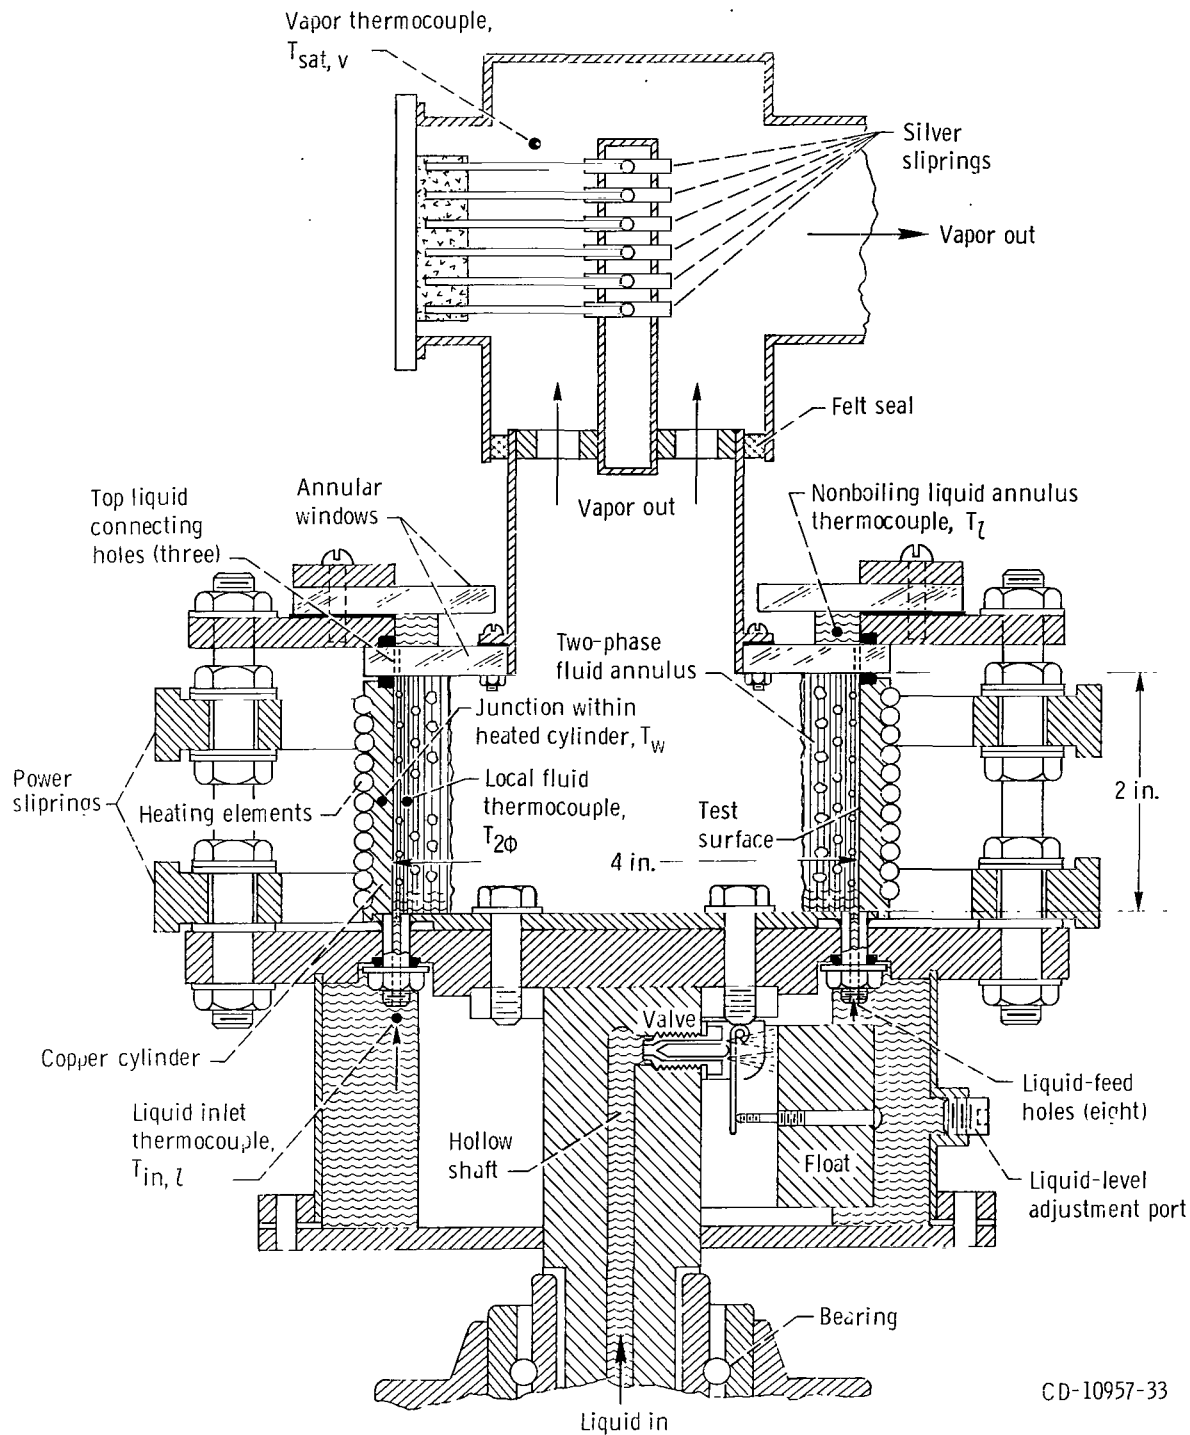 Vapor thermocouple,
T_sat, v
Silver
sliprings
Vapor out
Felt seal
Top liquid
connecting
holes (three)
Annular
windows
Vapor out
Nonboiling liquid annulus
thermocouple, T_l
Two-phase
fluid annulus
Junction within
heated cylinder, T_w
Power
sliprings
Heating elements
Local fluid
thermocouple,
T_2Φ
Test
surface
2 in.
4 in.
Copper cylinder
Valve
Liquid inlet
thermocouple,
T_in, l
Hollow
shaft
Float
Liquid-feed
holes (eight)
Liquid-level
adjustment port
Bearing
Liquid in
CD-10957-33